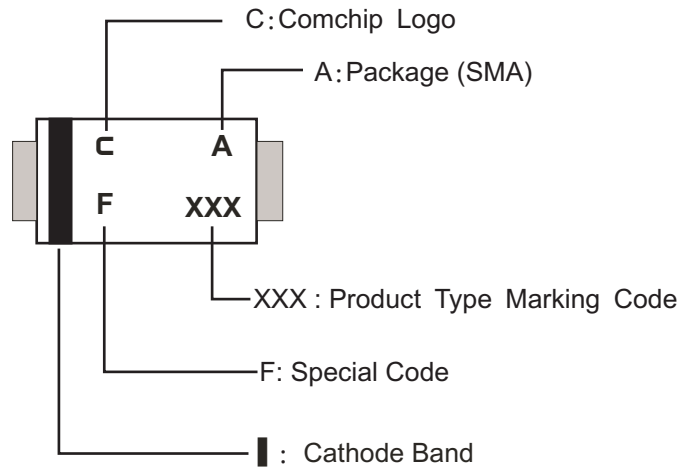 C:Comchip Logo
A:Package (SMA)
C A
F XXX
XXX : Product Type Marking Code
F: Special Code
: Cathode Band